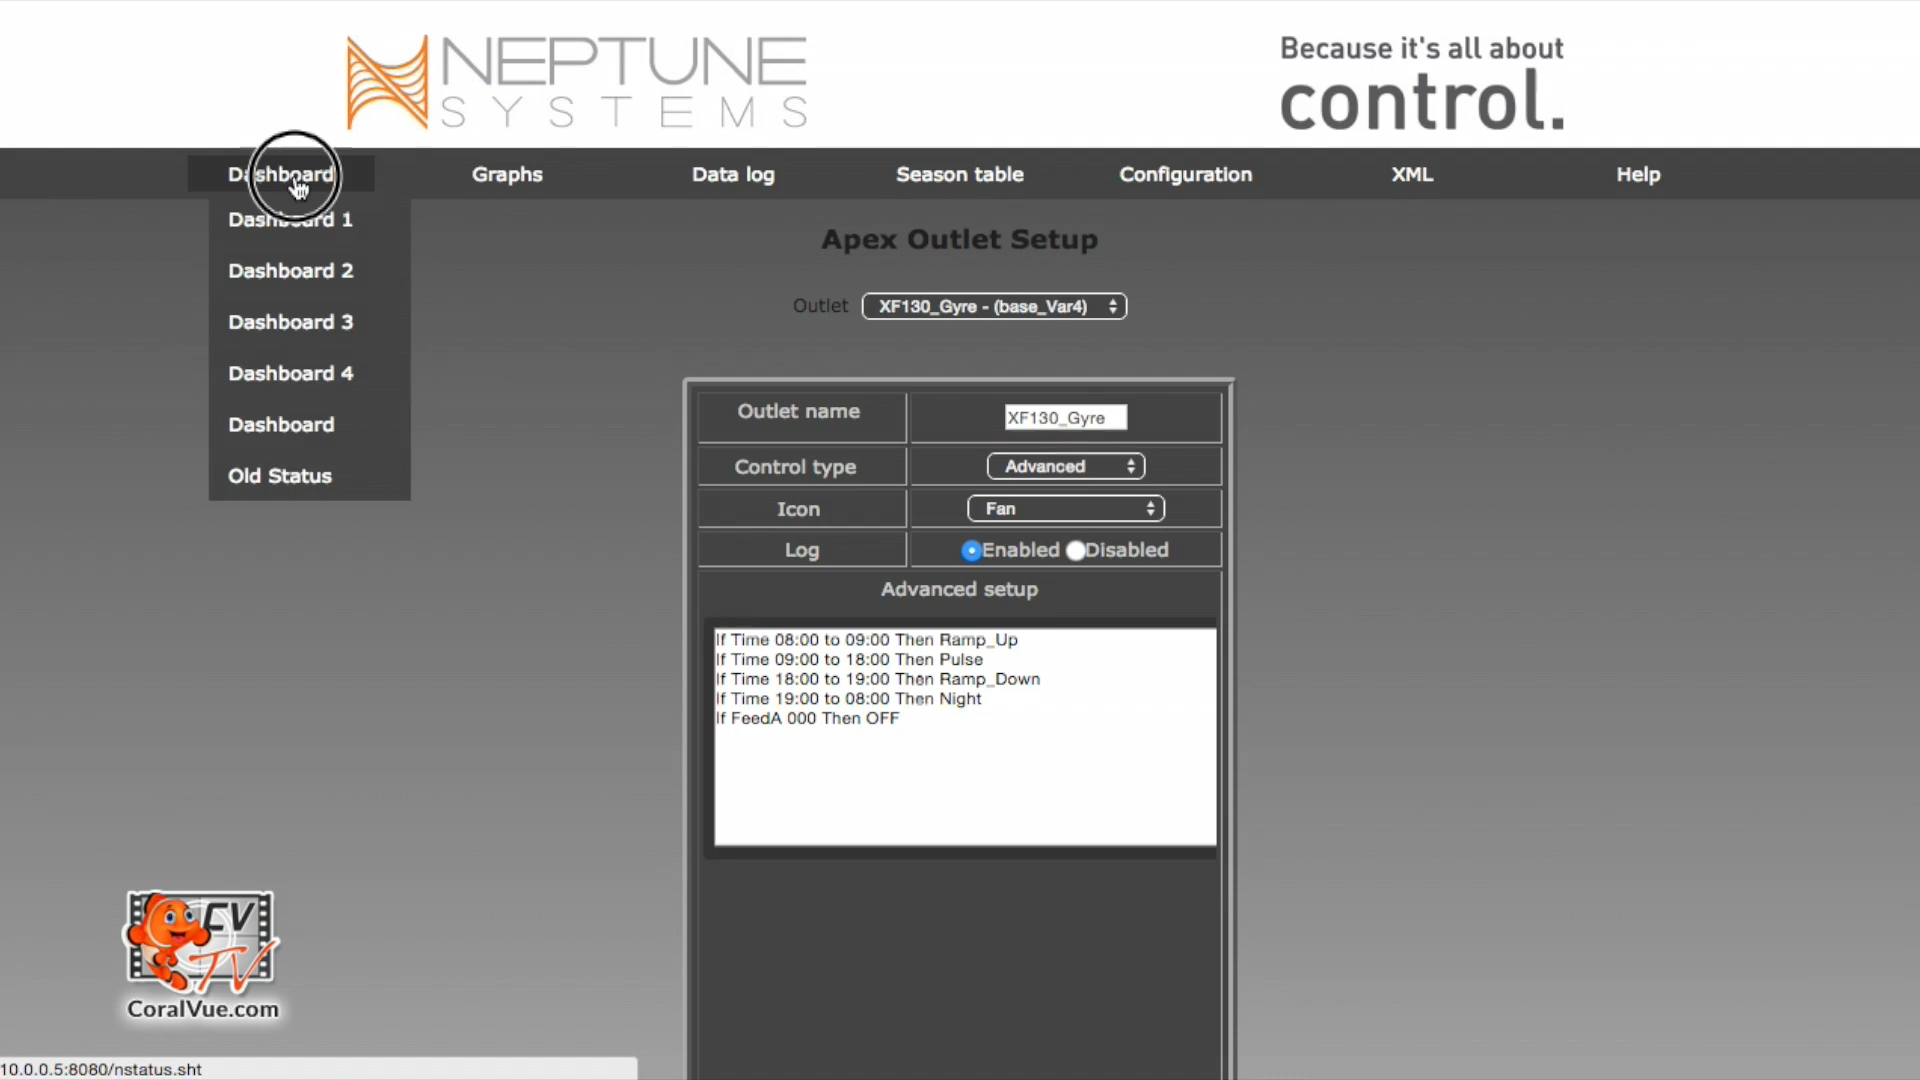 NEPTUNE
SYSTEMS
Because it's all about
control.
Dashboard
Graphs
Data log
Season table
Configuration
XML
Help
Dashboard 1
Dashboard 2
Dashboard 3
Dashboard 4
Dashboard
Old Status
Apex Outlet Setup
Outlet XF130_Gyre - (base_Var4)
Outlet name XF130_Gyre
Control type Advanced
Icon Fan
Log Enabled Disabled
Advanced setup
If Time 08:00 to 09:00 Then Ramp_Up
If Time 09:00 to 18:00 Then Pulse
If Time 18:00 to 19:00 Then Ramp_Down
If Time 19:00 to 08:00 Then Night
If FeedA 000 Then OFF
CV
TV
CoralVue.com
10.0.0.5:8080/nstatus.sht